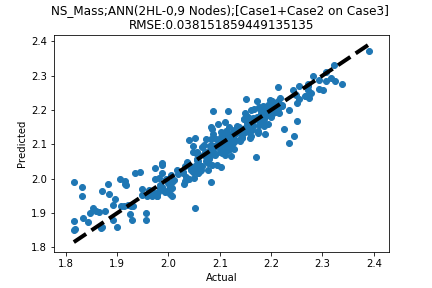 NS_Mass;ANN(2HL-0,9 Nodes);[Case1+Case2 on Case3]
RMSE:0.038151859449135135
2.4
2.3
2.2
2.1
2.0
1.9
1.8
Predicted
1.8 1.9 2.0 2.1 2.2 2.3 2.4
Actual